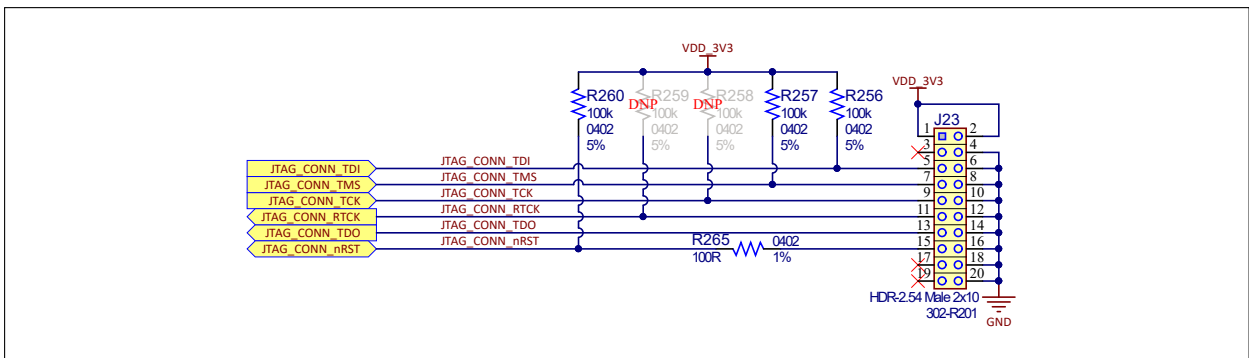 VDD_3V3
VDD_3V3
R260
100k
0402
5%
DNP
R259
100k
0402
5%
DNP
R258
100k
0402
5%
R257
100k
0402
5%
R256
100k
0402
5%
J23
1 2
3 4
5 6
7 8
9 10
11 12
13 14
15 16
17 18
19 20
JTAG_CONN_TDI JTAG_CONN_TDI
JTAG_CONN_TMS JTAG_CONN_TMS
JTAG_CONN_TCK JTAG_CONN_TCK
JTAG_CONN_RTCK JTAG_CONN_RTCK
JTAG_CONN_TDO JTAG_CONN_TDO
JTAG_CONN_nRST JTAG_CONN_nRST
R265 0402
100R 1%
HDR-2.54 Male 2x10
302-R201
GND